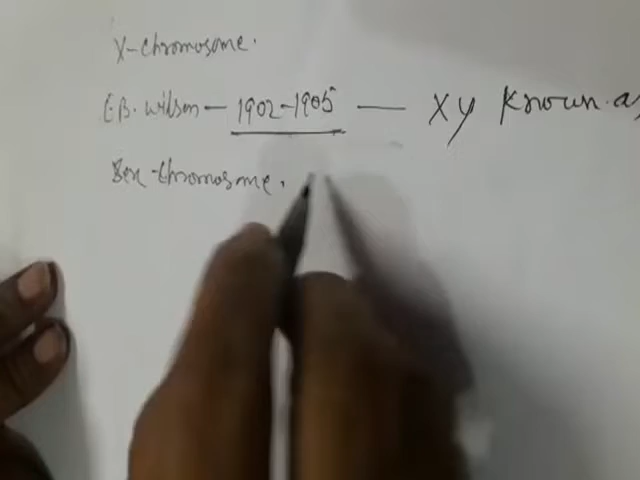 X-chromosome.
E.B. Wilson — 1902-1905 — XY Known as
Sex-chromosome.